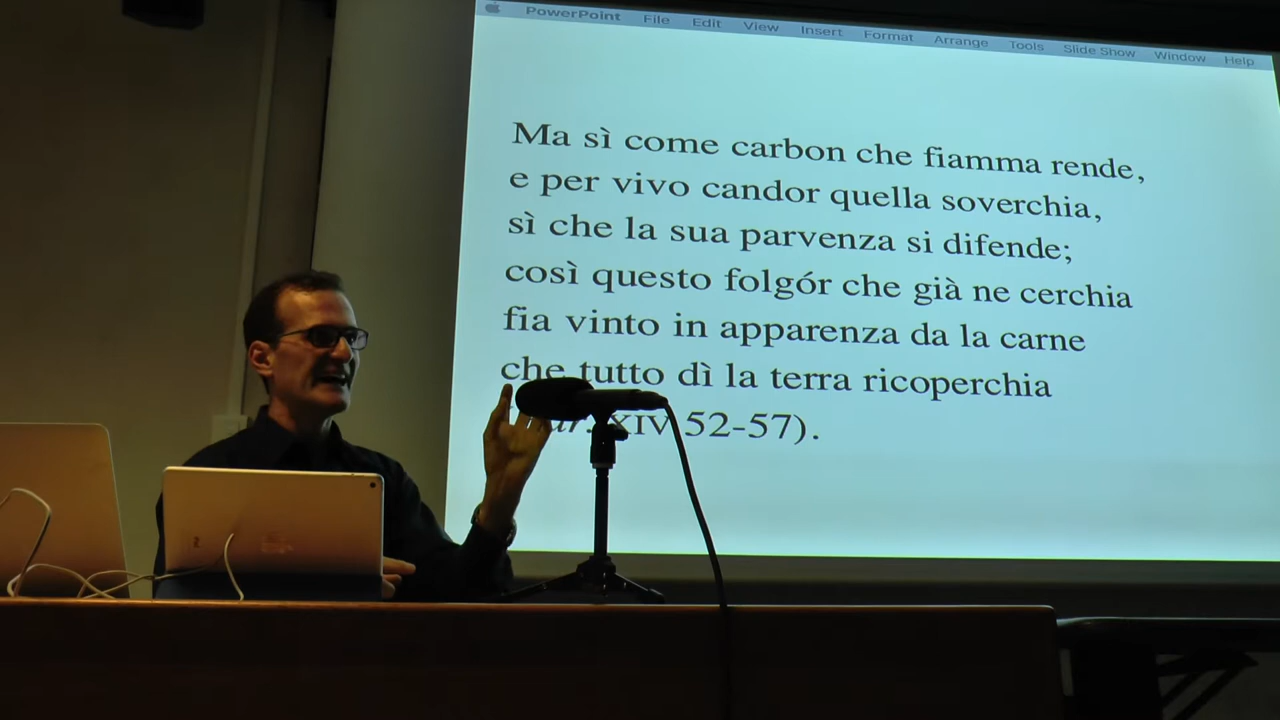 PowerPoint File Edit View Insert Format Arrange Tools Slide Show Window Help
Ma sì come carbon che fiamma rende,
e per vivo candor quella soverchia,
sì che la sua parvenza si difende;
così questo folgór che già ne cerchia
fia vinto in apparenza da la carne
che tutto dì la terra ricoperchia
XIV 52-57).